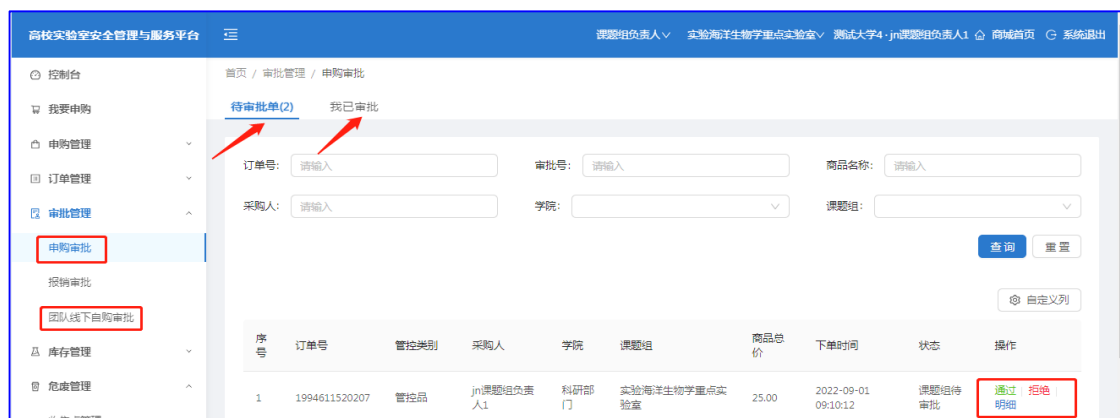 高校实验室安全管理与服务平台 课题组负责人 实验海洋生物学重点实验室 测试大学4 · jn课题组负责人1 商城首页 系统退出
控制台
我要申购
申购管理
订单管理
审批管理
申购审批
报销审批
团队线下自购审批
库存管理
危废管理
首页 / 审批管理 / 申购审批
待审批单(2) 我已审批
订单号: 请输入 审批号: 请输入 商品名称: 请输入
采购人: 请输入 学院: 课题组:
查询 重置
自定义列
序号 订单号 管控类别 采购人 学院 课题组 商品总价 下单时间 状态 操作
1 1994611520207 管控品 jn课题组负责人1 科研部门 实验海洋生物学重点实验室 25.00 2022-09-01 09:10:12 课题组待审批 通过 拒绝 明细